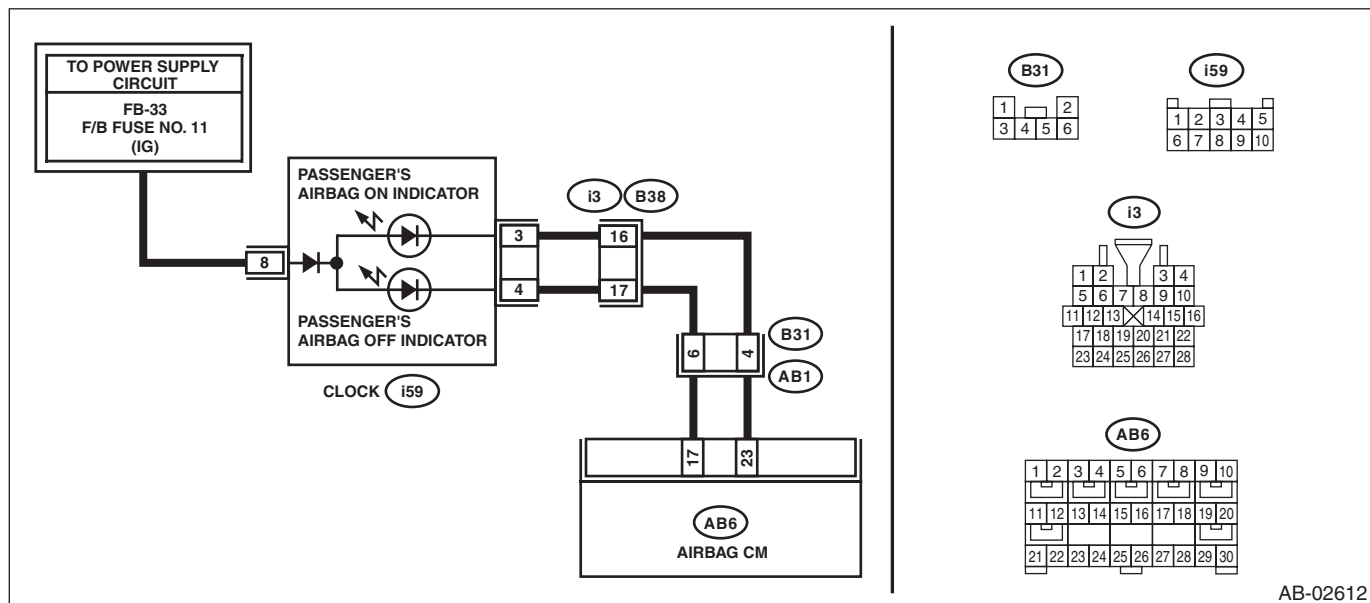 TO POWER SUPPLY
CIRCUIT
FB-33
F/B FUSE NO. 11
(IG)
8
PASSENGER'S
AIRBAG ON INDICATOR
PASSENGER'S
AIRBAG OFF INDICATOR
CLOCK i59
3
4
i3 B38
16
17
6 4
B31
AB1
17 23
AB6
AIRBAG CM
B31
1 2
3 4 5 6
i59
1 2 3 4 5
6 7 8 9 10
i3
1 2 3 4
5 6 7 8 9 10
11 12 13 14 15 16
17 18 19 20 21 22
23 24 25 26 27 28
AB6
1 2 3 4 5 6 7 8 9 10
11 12 13 14 15 16 17 18 19 20
21 22 23 24 25 26 27 28 29 30
AB-02612